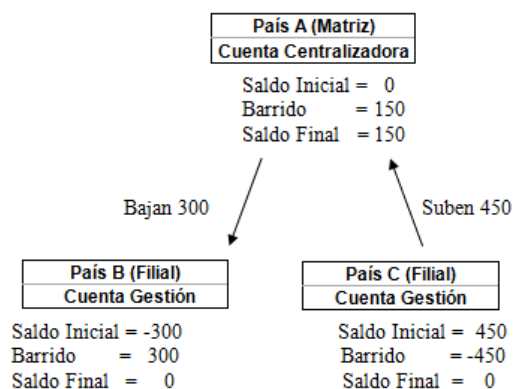 País A (Matriz)
Cuenta Centralizadora
Saldo Inicial = 0
Barrido = 150
Saldo Final = 150
Bajan 300
Suben 450
País B (Filial)
Cuenta Gestión
Saldo Inicial = -300
Barrido = 300
Saldo Final = 0
País C (Filial)
Cuenta Gestión
Saldo Inicial = 450
Barrido = -450
Saldo Final = 0